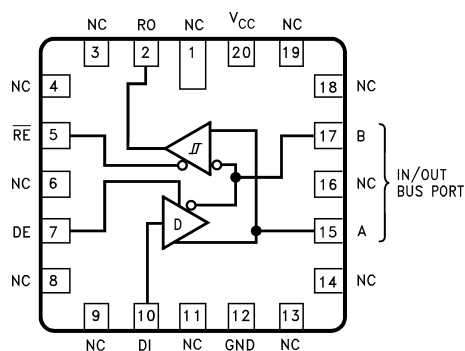 NC RO NC VCC NC
3 2 1 20 19
NC 4 18 NC
RE 5 17 B
IN/OUT
BUS PORT
NC 6 16 NC
DE 7 D 15 A
NC 8 14 NC
9 10 11 12 13
NC DI NC GND NC